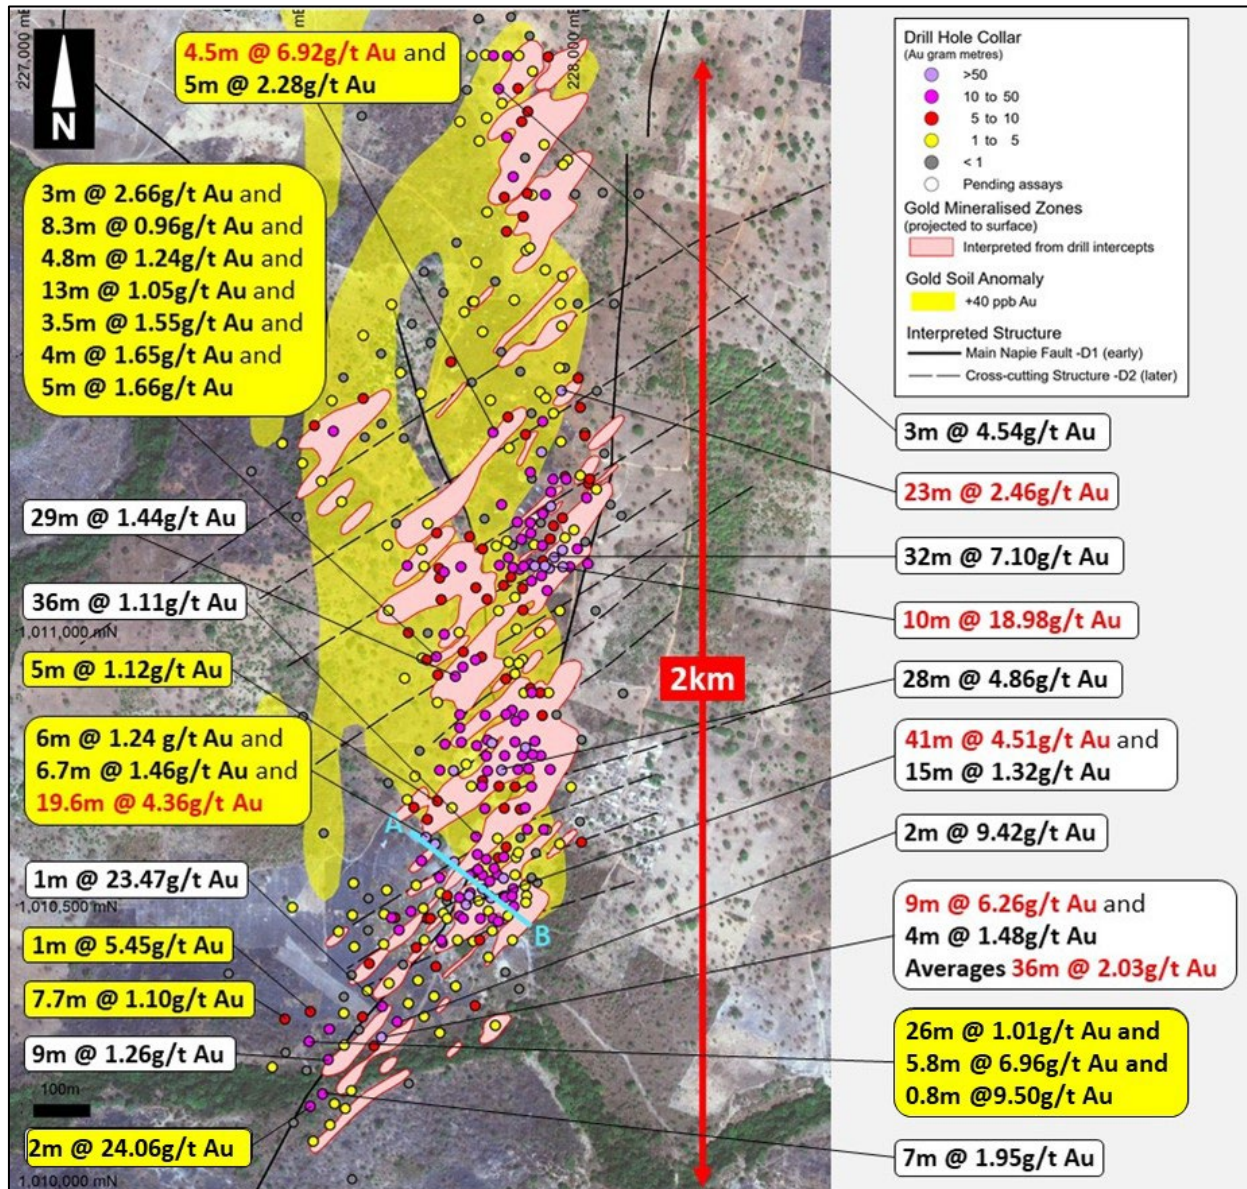 227,000 mE
228,000 mE
N
4.5m @ 6.92g/t Au and
5m @ 2.28g/t Au
3m @ 2.66g/t Au and
8.3m @ 0.96g/t Au and
4.8m @ 1.24g/t Au and
13m @ 1.05g/t Au and
3.5m @ 1.55g/t Au and
4m @ 1.65g/t Au and
5m @ 1.66g/t Au
29m @ 1.44g/t Au
36m @ 1.11g/t Au
1,011,000 mN
5m @ 1.12g/t Au
6m @ 1.24 g/t Au and
6.7m @ 1.46g/t Au and
19.6m @ 4.36g/t Au
A
B
1m @ 23.47g/t Au
1,010,500 mN
1m @ 5.45g/t Au
7.7m @ 1.10g/t Au
9m @ 1.26g/t Au
100m
2m @ 24.06g/t Au
1,010,000 mN
2km
Drill Hole Collar
(Au gram metres)
>50
10 to 50
5 to 10
1 to 5
< 1
Pending assays
Gold Mineralised Zones
(projected to surface)
Interpreted from drill intercepts
Gold Soil Anomaly
+40 ppb Au
Interpreted Structure
Main Napie Fault -D1 (early)
Cross-cutting Structure -D2 (later)
3m @ 4.54g/t Au
23m @ 2.46g/t Au
32m @ 7.10g/t Au
10m @ 18.98g/t Au
28m @ 4.86g/t Au
41m @ 4.51g/t Au and
15m @ 1.32g/t Au
2m @ 9.42g/t Au
9m @ 6.26g/t Au and
4m @ 1.48g/t Au
Averages 36m @ 2.03g/t Au
26m @ 1.01g/t Au and
5.8m @ 6.96g/t Au and
0.8m @9.50g/t Au
7m @ 1.95g/t Au